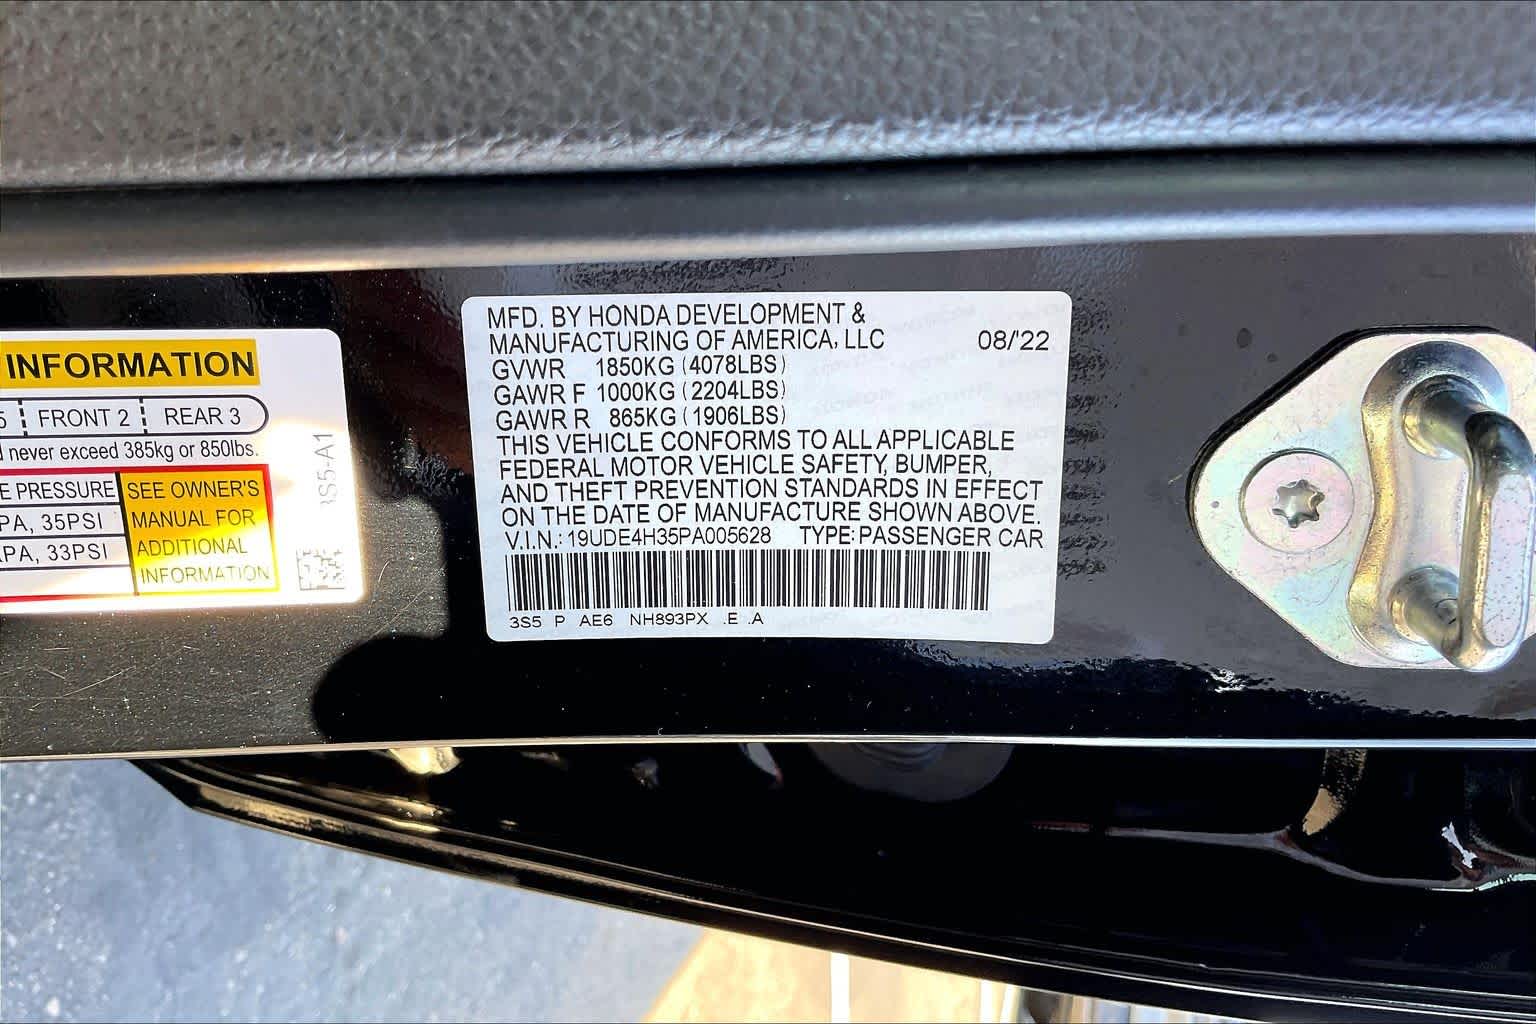 INFORMATION
5 FRONT 2 REAR 3
never exceed 385kg or 850lbs.
E PRESSURE
PA, 35PSI
PA, 33PSI
SEE OWNER'S
MANUAL FOR
ADDITIONAL
INFORMATION
3S5-A1
MFD. BY HONDA DEVELOPMENT &
MANUFACTURING OF AMERICA, LLC 08/'22
GVWR 1850KG (4078LBS)
GAWR F 1000KG (2204LBS)
GAWR R 865KG (1906LBS)
THIS VEHICLE CONFORMS TO ALL APPLICABLE
FEDERAL MOTOR VEHICLE SAFETY, BUMPER,
AND THEFT PREVENTION STANDARDS IN EFFECT
ON THE DATE OF MANUFACTURE SHOWN ABOVE.
V.I.N.: 19UDE4H35PA005628 TYPE: PASSENGER CAR
3S5 P AE6 NH893PX .E .A